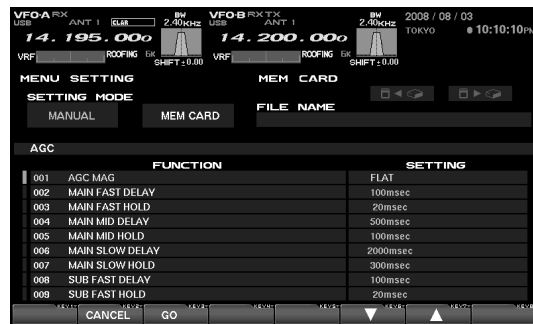 VFO-A RX BW VFO-B RX TX BW 2008 / 08 / 03
USB ANT 1 CLAR 2.40KHz USB ANT 1 2.40KHz TOKYO 10:10:10PM
14. 195. 00o 14. 200. 00o
VRF ROOFING 6K SHIFT±0.00 VRF ROOFING 6K SHIFT±0.00
MENU SETTING MEM CARD
SETTING MODE
MANUAL MEM CARD FILE NAME
AGC
FUNCTION SETTING
001 AGC MAG FLAT
002 MAIN FAST DELAY 100msec
003 MAIN FAST HOLD 20msec
004 MAIN MID DELAY 500msec
005 MAIN MID HOLD 100msec
006 MAIN SLOW DELAY 2000msec
007 MAIN SLOW HOLD 300msec
008 SUB FAST DELAY 100msec
009 SUB FAST HOLD 20msec
CANCEL GO